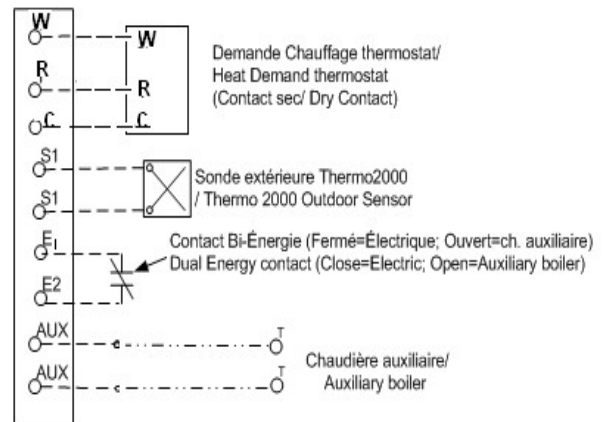 W
W
Demande Chauffage thermostat/
R
Heat Demand thermostat
R
(Contact sec/ Dry Contact)
C
C
S1
Sonde extérieure Thermo2000
/ Thermo 2000 Outdoor Sensor
S1
E1
Contact Bi-Énergie (Fermé=Électrique; Ouvert=ch. auxiliaire)
Dual Energy contact (Close=Electric; Open=Auxiliary boiler)
E2
AUX
c
T
Chaudière auxiliaire/
Auxiliary boiler
AUX
c
T